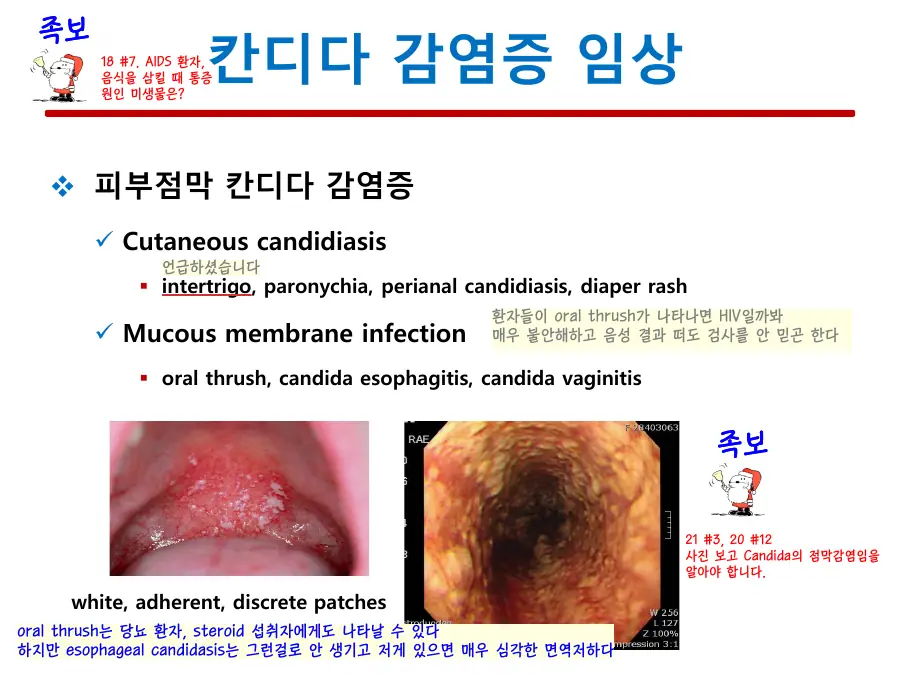 족보
18 #7. AIDS 환자,
음식을 삼킬 때 통증
원인 미생물은?
칸디다 감염증 임상
피부점막 칸디다 감염증
Cutaneous candidiasis
언급하셨습니다
intertrigo, paronychia, perianal candidiasis, diaper rash
Mucous membrane infection
환자들이 oral thrush가 나타나면 HIV일까봐
매우 불안해하고 음성 결과 떠도 검사를 안 믿곤 한다
oral thrush, candida esophagitis, candida vaginitis
RAE
F 28403063
W 256
L 127
Z 100%
mpression 3:1
족보
21 #3, 20 #12
사진 보고 Candida의 점막감염임을
알아야 합니다.
white, adherent, discrete patches
oral thrush는 당뇨 환자, steroid 섭취자에게도 나타날 수 있다
하지만 esophageal candidasis는 그런걸로 안 생기고 저게 있으면 매우 심각한 면역저하다